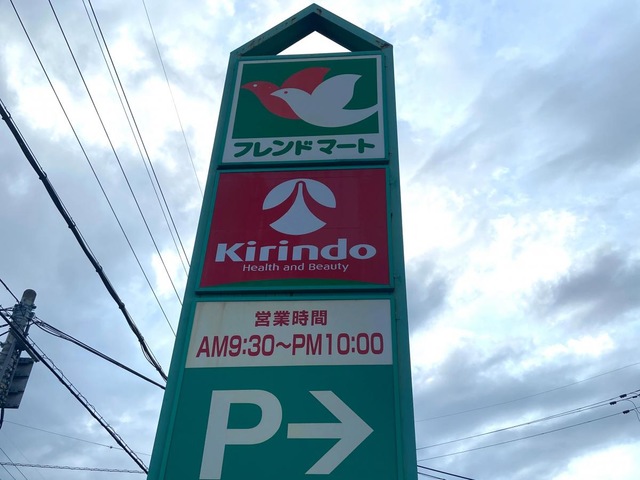 フレンドマート
Kirindo
Health and Beauty
営業時間
AM9:30～PM10:00
P→